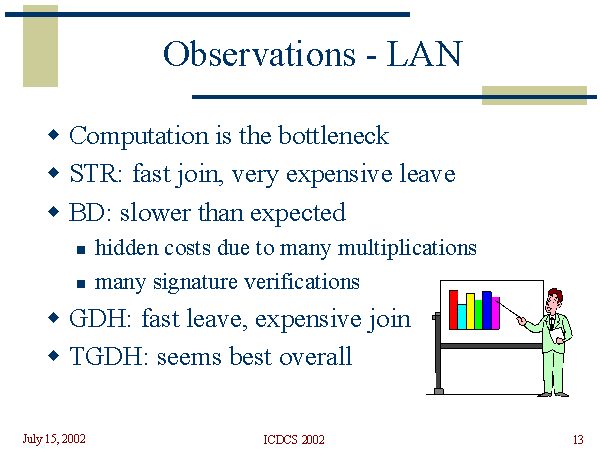 Observations - LAN
Computation is the bottleneck
STR: fast join, very expensive leave
BD: slower than expected
hidden costs due to many multiplications
many signature verifications
GDH: fast leave, expensive join
TGDH: seems best overall
July 15, 2002
ICDCS 2002
13